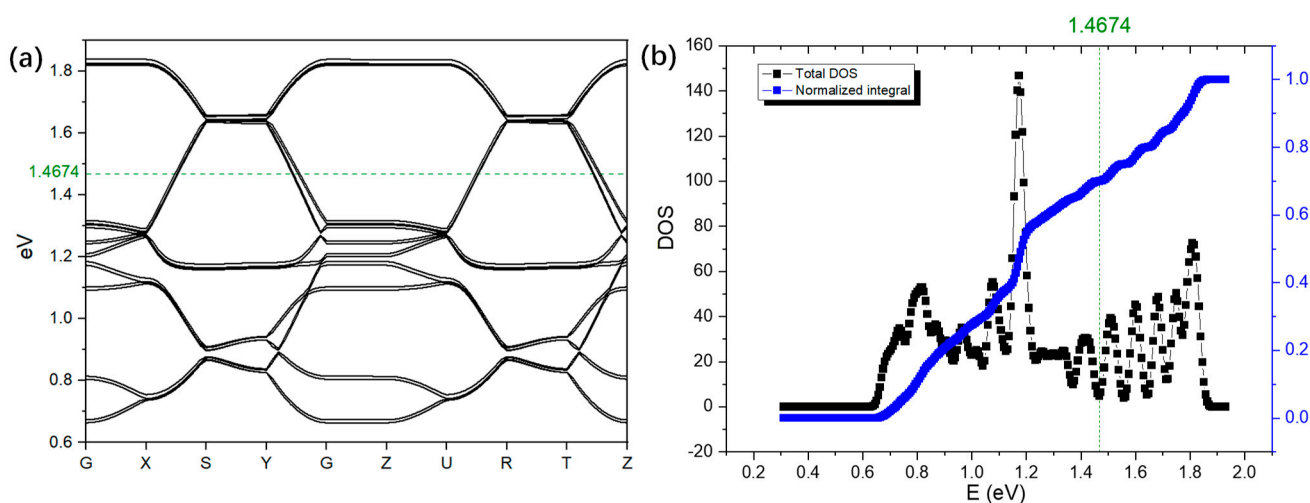 (a)
eV
1.8
1.6
1.4674
1.4
1.2
1.0
0.8
0.6
G X S Y G Z U R T Z
(b)
1.4674
Total DOS
Normalized integral
DOS
160
140
120
100
80
60
40
20
0
-20
1.0
0.8
0.6
0.4
0.2
0.0
0.2 0.4 0.6 0.8 1.0 1.2 1.4 1.6 1.8 2.0
E (eV)